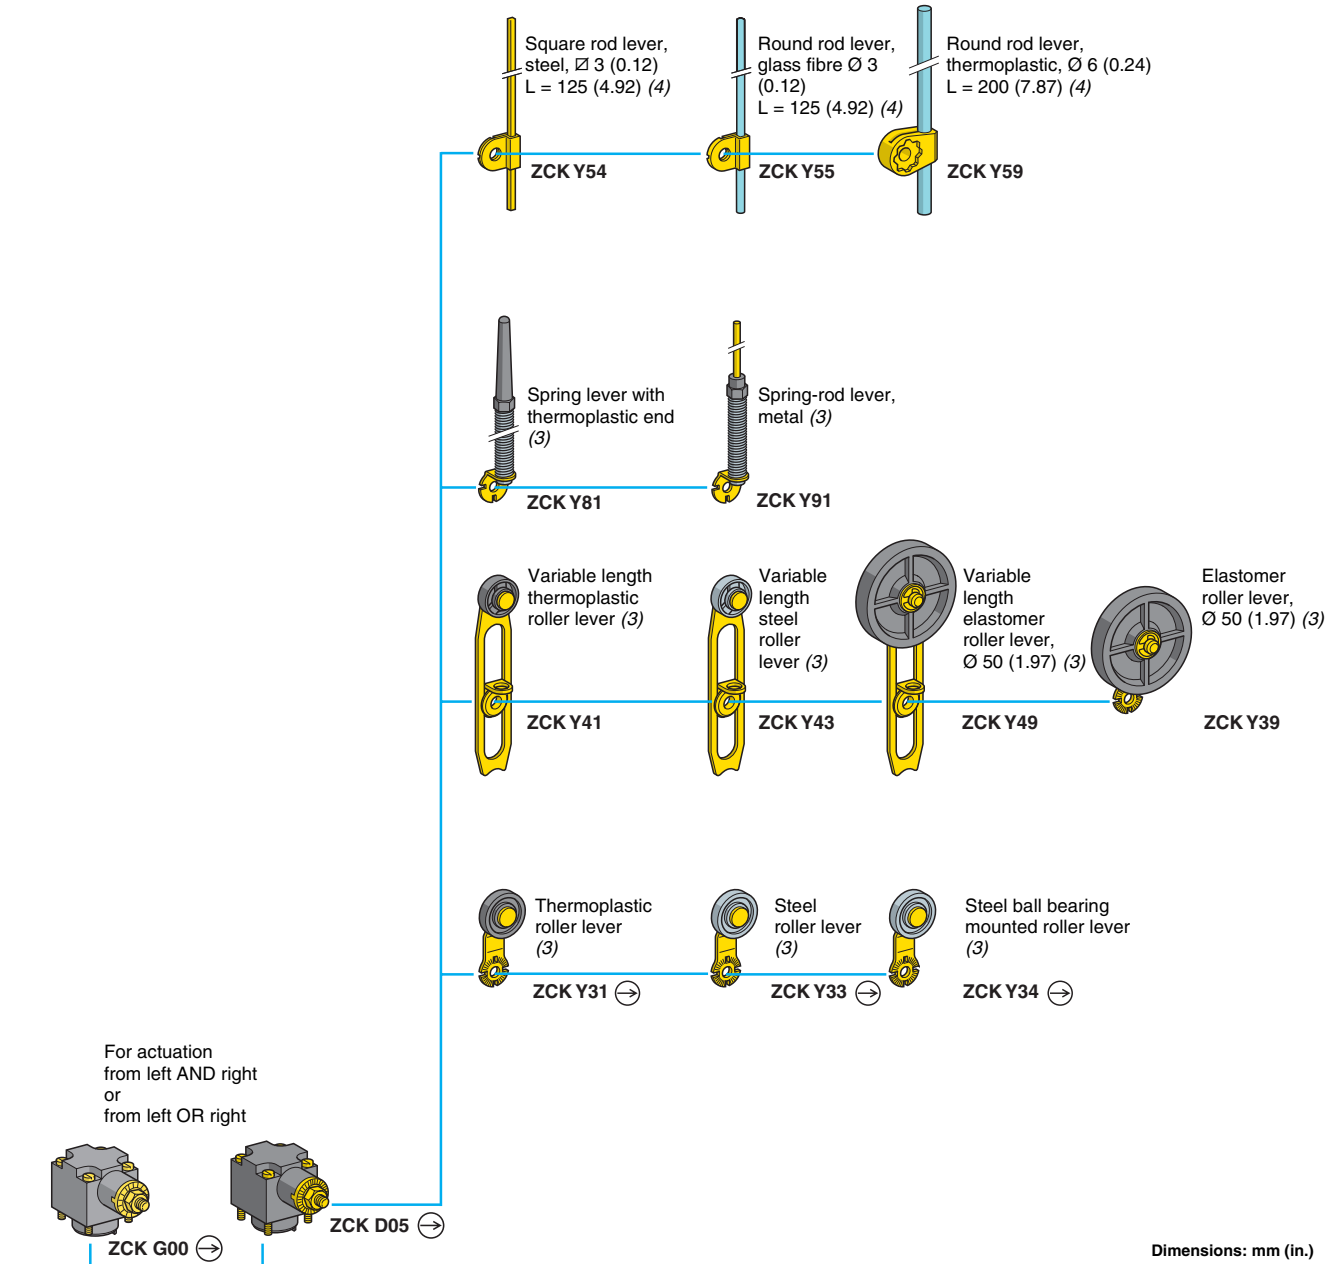 Square rod lever,
steel, ⧄ 3 (0.12)
L = 125 (4.92) (4)
ZCK Y54
Round rod lever,
glass fibre Ø 3
(0.12)
L = 125 (4.92) (4)
ZCK Y55
Round rod lever,
thermoplastic, Ø 6 (0.24)
L = 200 (7.87) (4)
ZCK Y59
Spring lever with
thermoplastic end
(3)
ZCK Y81
Spring-rod lever,
metal (3)
ZCK Y91
Variable length
thermoplastic
roller lever (3)
ZCK Y41
Variable
length
steel
roller
lever (3)
ZCK Y43
Variable
length
elastomer
roller lever,
Ø 50 (1.97) (3)
ZCK Y49
Elastomer
roller lever,
Ø 50 (1.97) (3)
ZCK Y39
Thermoplastic
roller lever
(3)
ZCK Y31
Steel
roller lever
(3)
ZCK Y33
Steel ball bearing
mounted roller lever
(3)
ZCK Y34
For actuation
from left AND right
or
from left OR right
ZCK G00
ZCK D05
Dimensions: mm (in.)